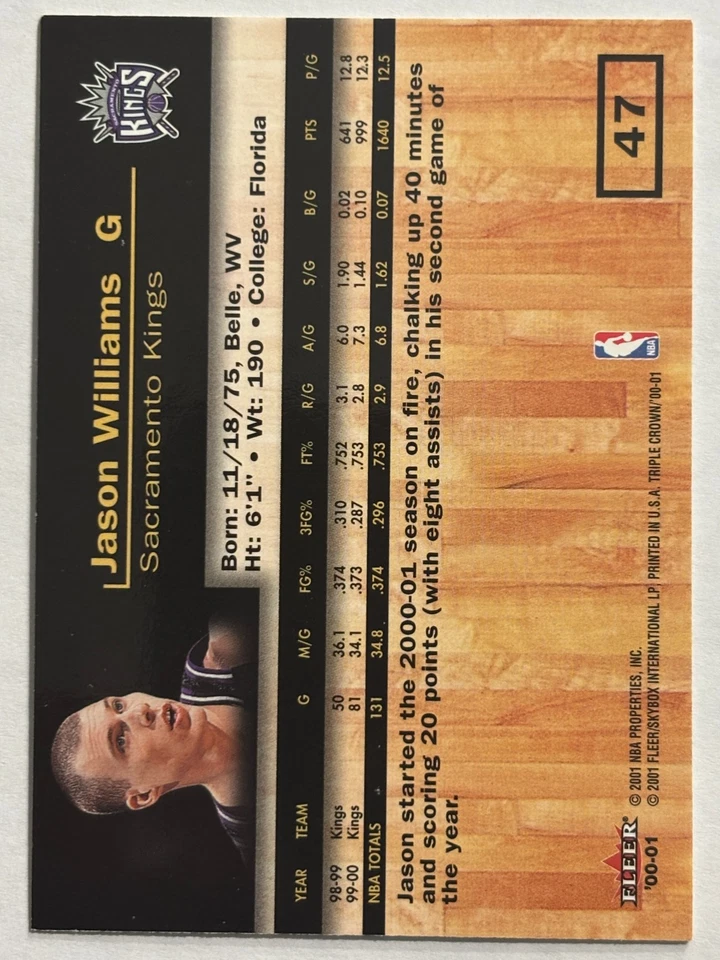 Jason Williams G
Sacramento Kings
SACRAMENTO
KINGS
Born: 11/18/75, Belle, WV
Ht: 6'1" • Wt: 190 • College: Florida
YEAR TEAM G M/G FG% 3FG% FT% R/G A/G S/G B/G PTS P/G
98-99 Kings 50 36.1 .374 .310 .752 3.1 6.0 1.90 0.02 641 12.8
99-00 Kings 81 34.1 .373 .287 .753 2.8 7.3 1.44 0.10 999 12.3
NBA TOTALS 131 34.8 .374 .296 .753 2.9 6.8 1.62 0.07 1640 12.5
Jason started the 2000-01 season on fire, chalking up 40 minutes
and scoring 20 points (with eight assists) in his second game of
the year.
47
FLEER
'00-01
© 2001 NBA PROPERTIES, INC.
© 2001 FLEER/SKYBOX INTERNATIONAL LP PRINTED IN U.S.A. TRIPLE CROWN/'00-01
NBA